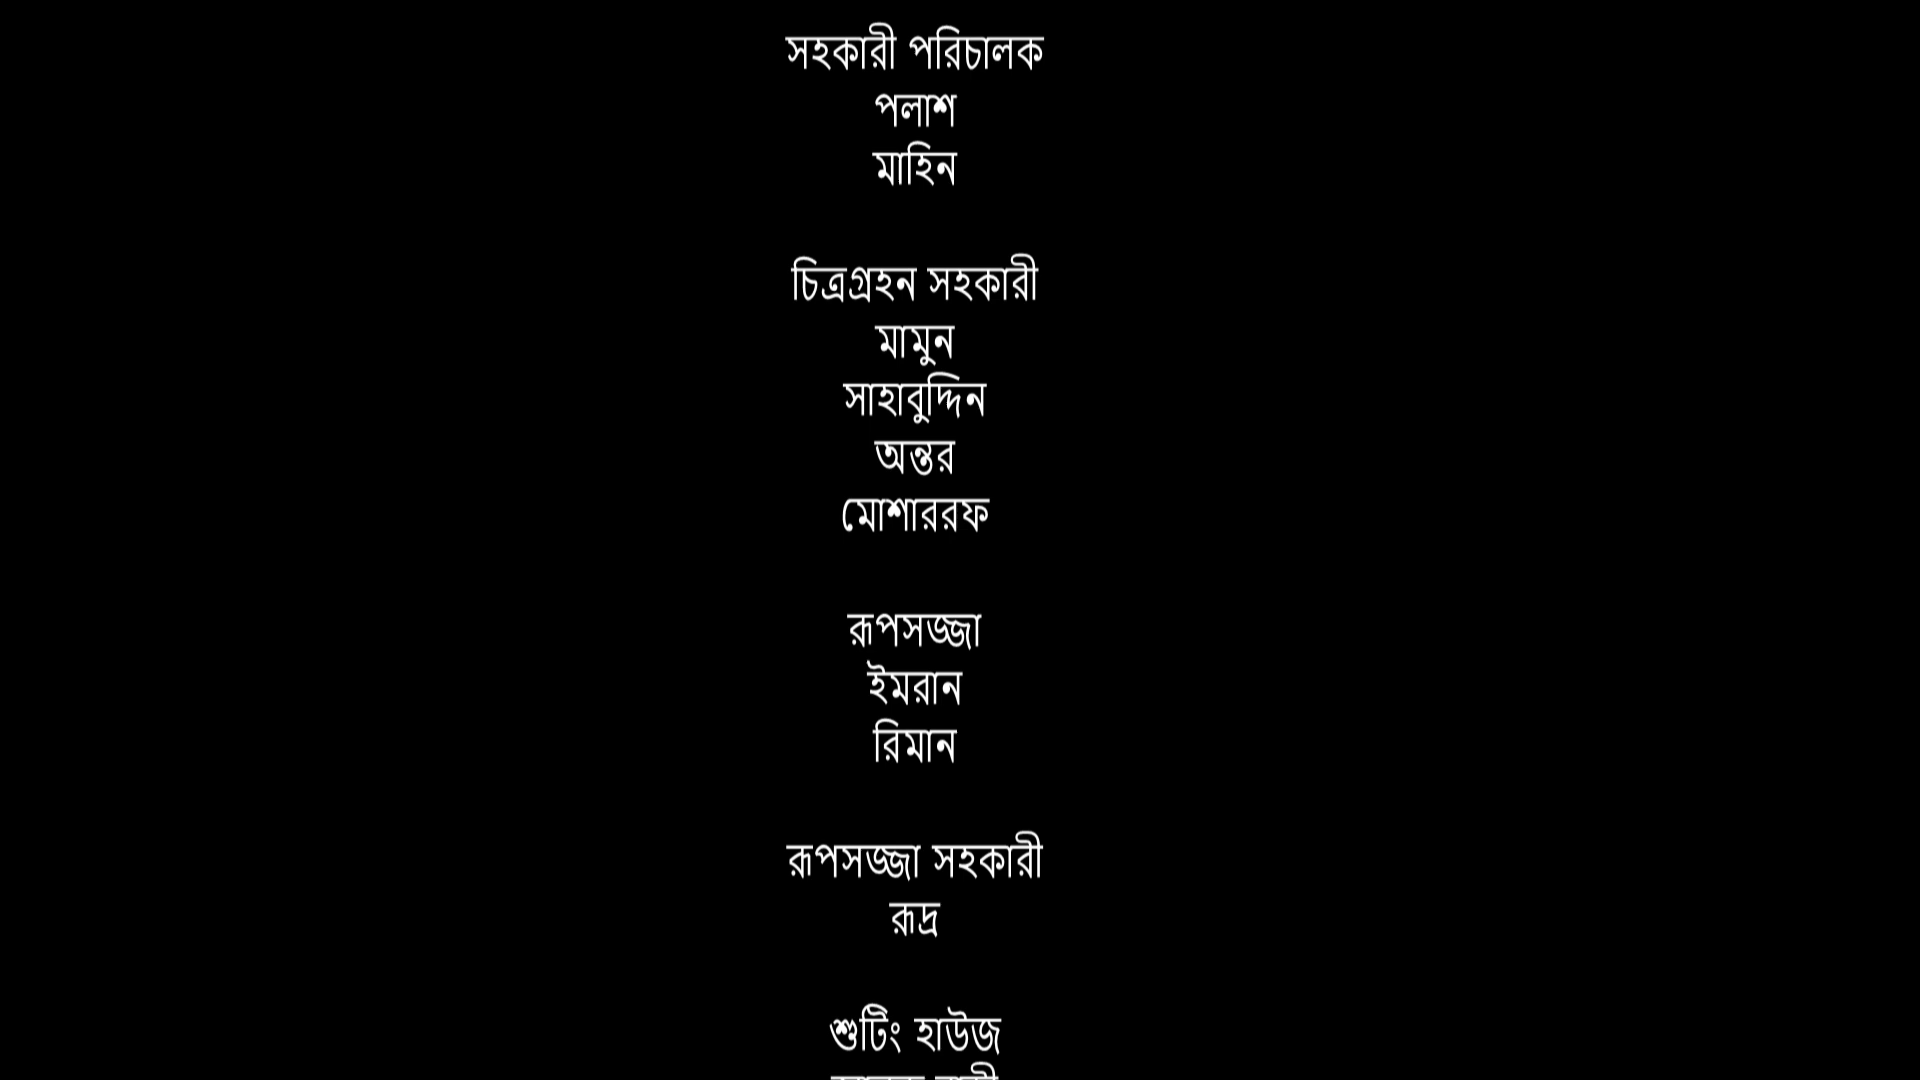 সহকারী পরিচালক
পলাশ
মাহিন
চিত্রগ্রহন সহকারী
মামুন
সাহাবুদ্দিন
অন্তর
মোশাররফ
রূপসজ্জা
ইমরান
রিমান
রূপসজ্জা সহকারী
রূদ্র
শুটিং হাউজ